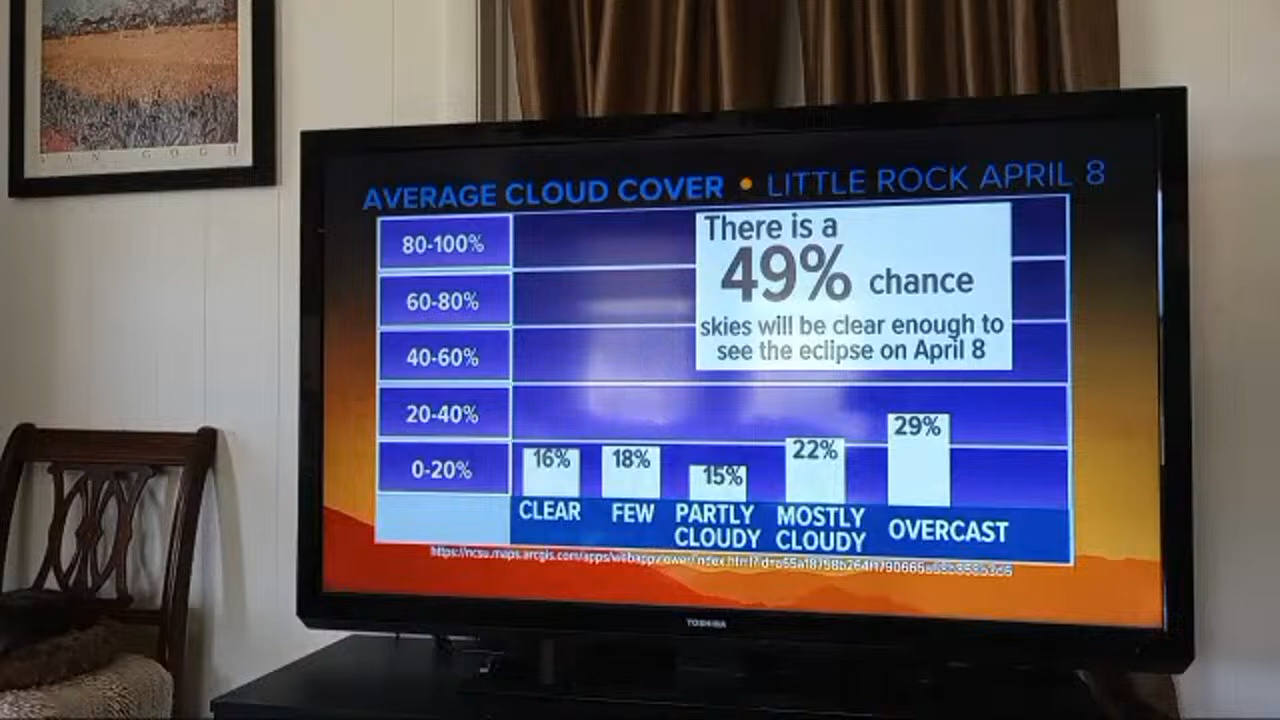 VAN GOGH
AVERAGE CLOUD COVER • LITTLE ROCK APRIL 8
80-100%
60-80%
40-60%
20-40%
0-20%
There is a
49% chance
skies will be clear enough to
see the eclipse on April 8
16%
18%
15%
22%
29%
CLEAR
FEW
PARTLY
CLOUDY
MOSTLY
CLOUDY
OVERCAST
TOSHIBA